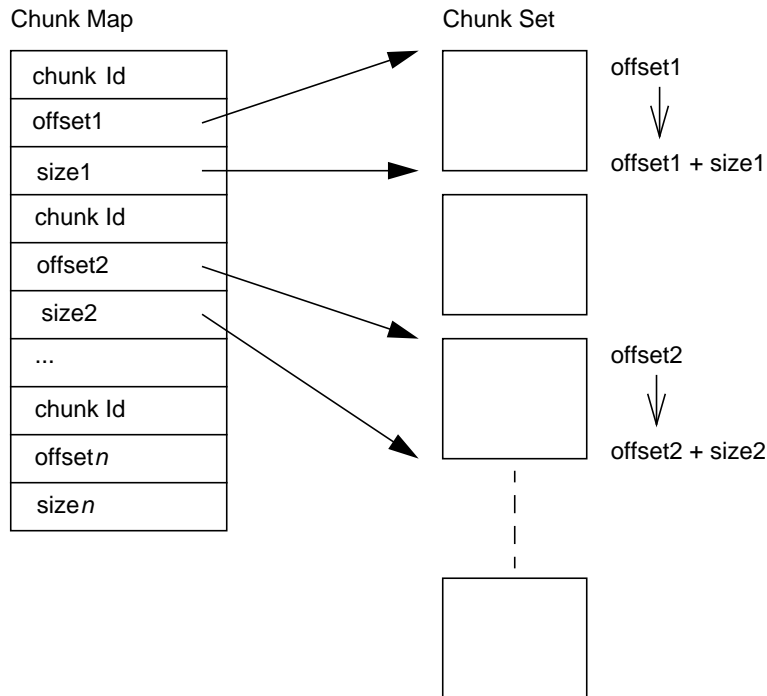 Chunk Map
chunk Id
offset1
size1
chunk Id
offset2
size2
...
chunk Id
offsetn
sizen
Chunk Set
offset1
offset1 + size1
offset2
offset2 + size2